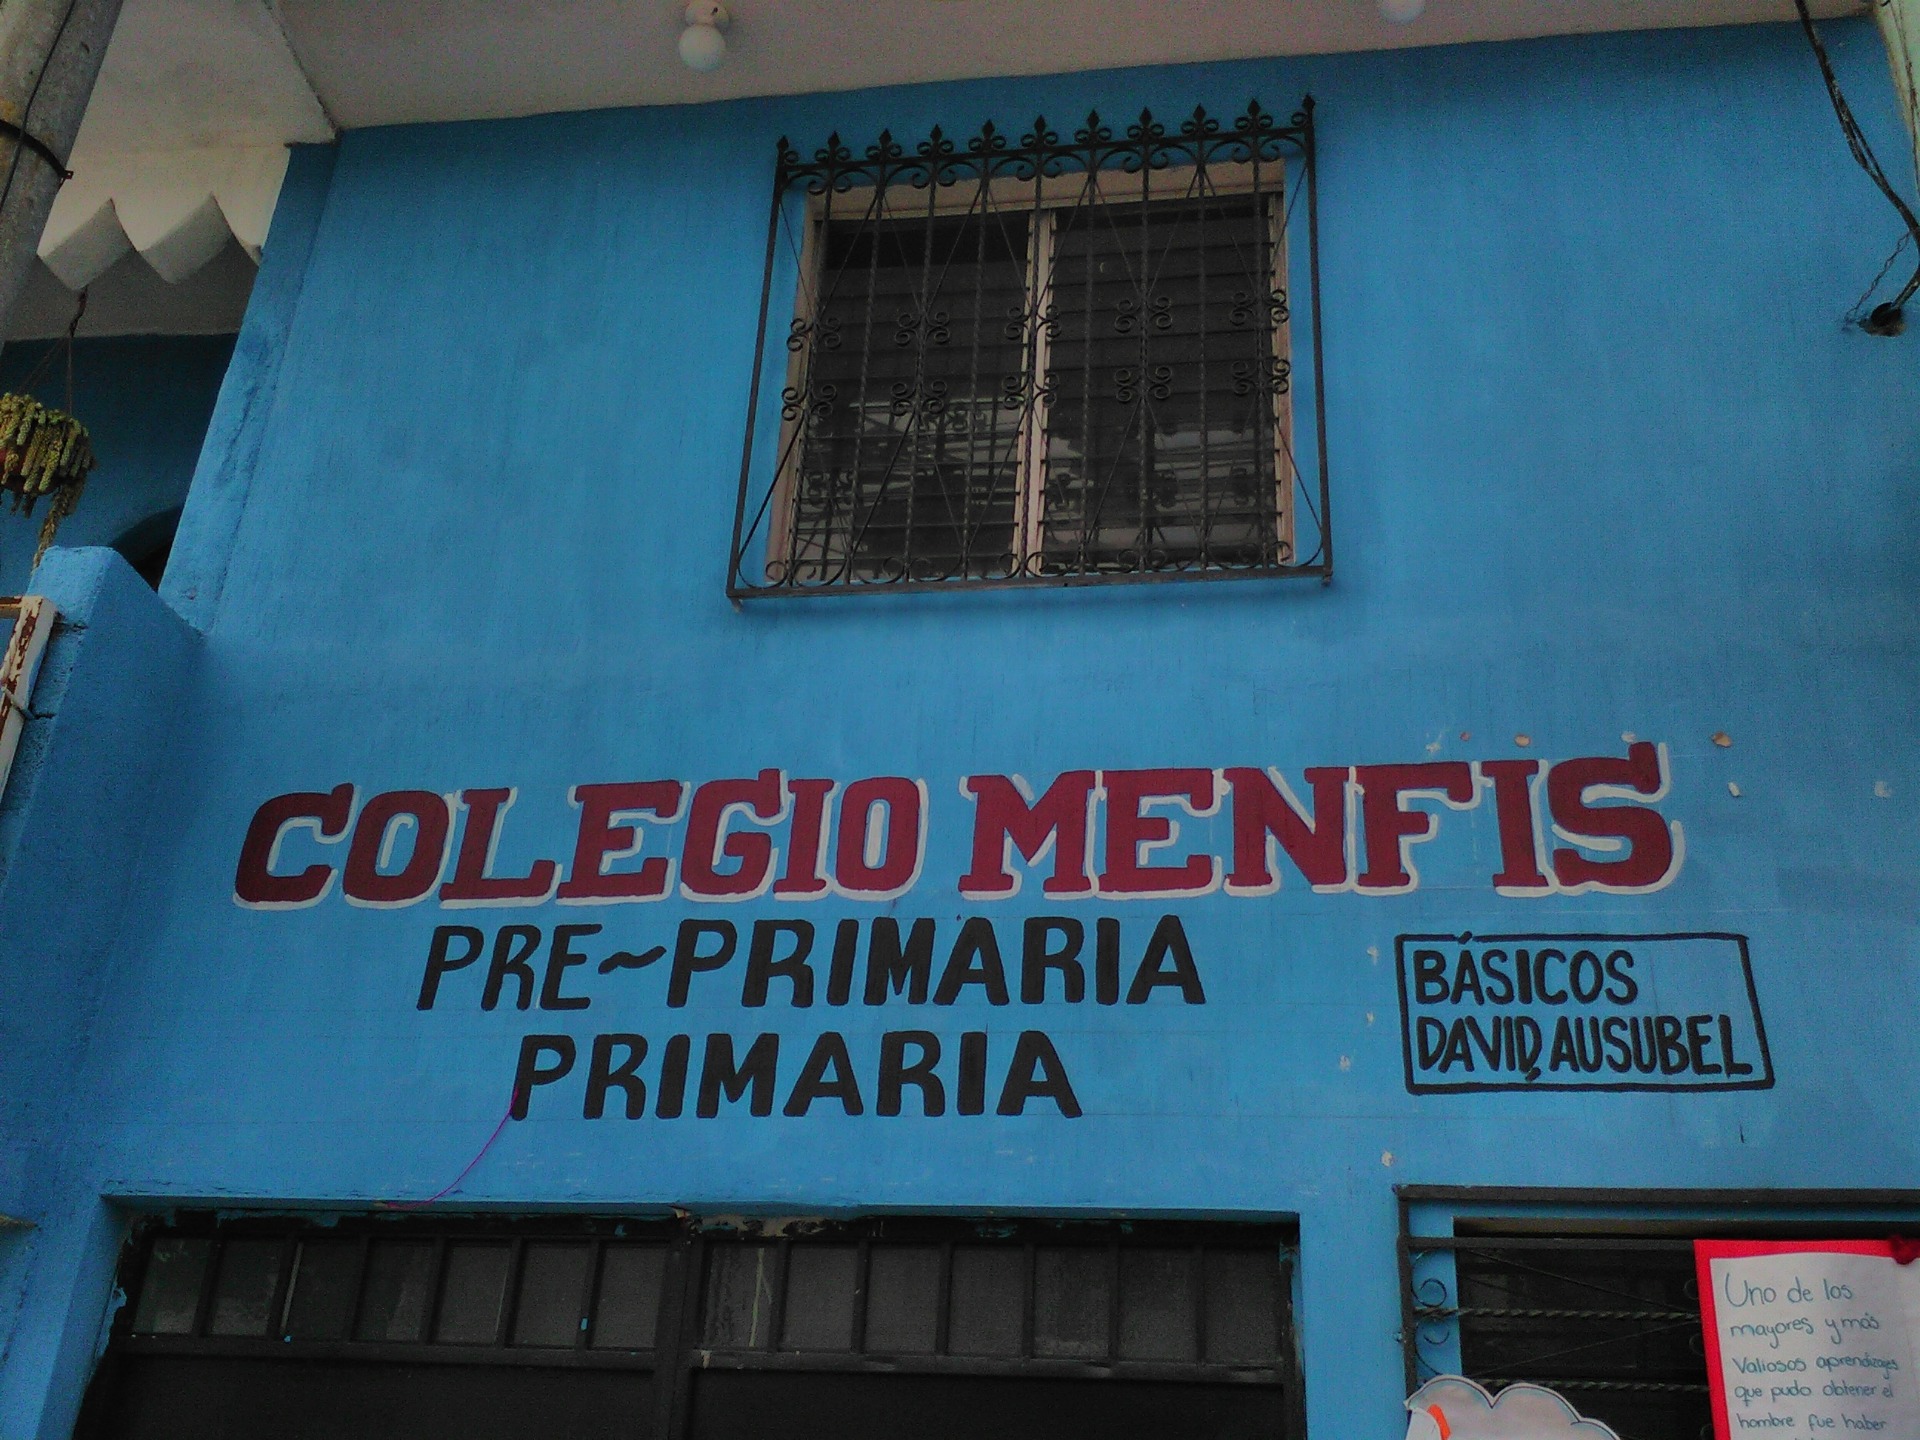 COLEGIO MENFIS
PRE~PRIMARIA
PRIMARIA
BÁSICOS
DAVID AUSUBEL
Uno de los
mayores y más
Valiosos aprendizajes
que pudo obtener el
hombre fue haber